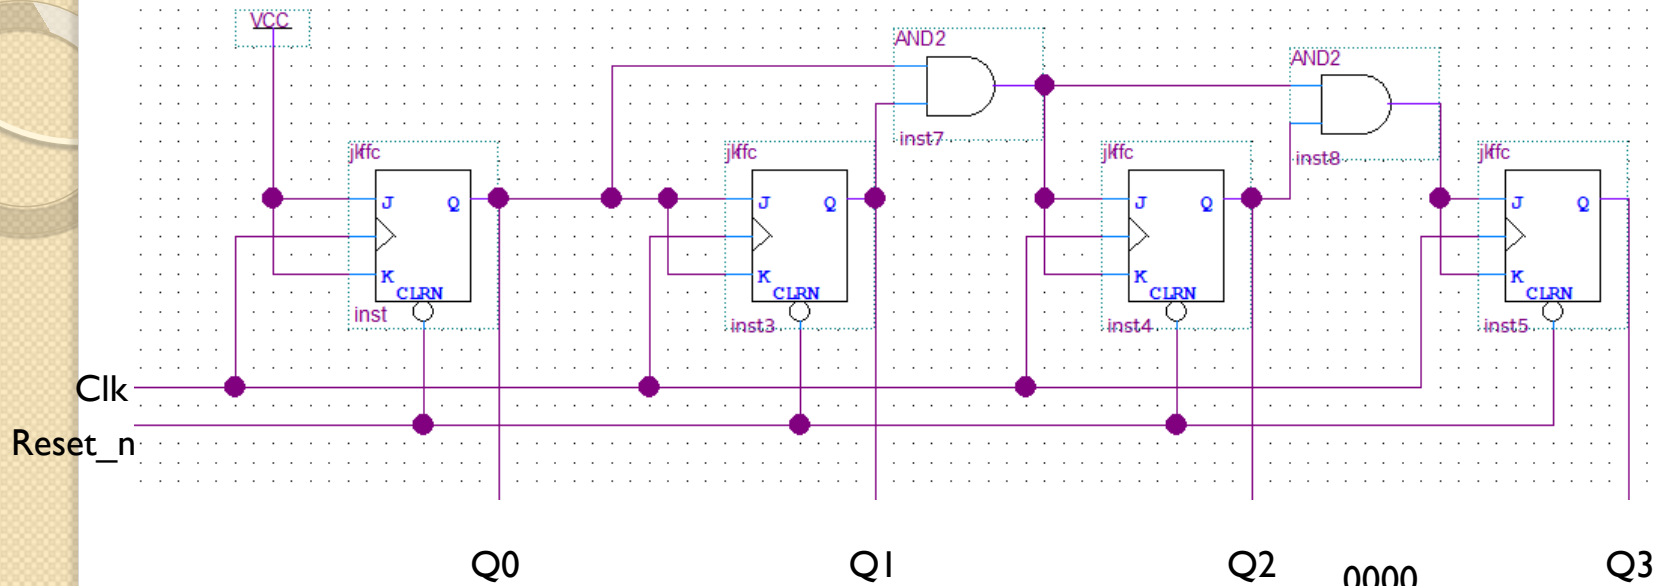 VCC
AND2
AND2
inst7
inst8
jkffc
jkffc
jkffc
jkffc
J Q
J Q
J Q
J Q
K
K
K
K
CLRN
CLRN
CLRN
CLRN
inst
inst3
inst4
inst5
Clk
Reset_n
Q0 Q1 Q2 0000 Q3